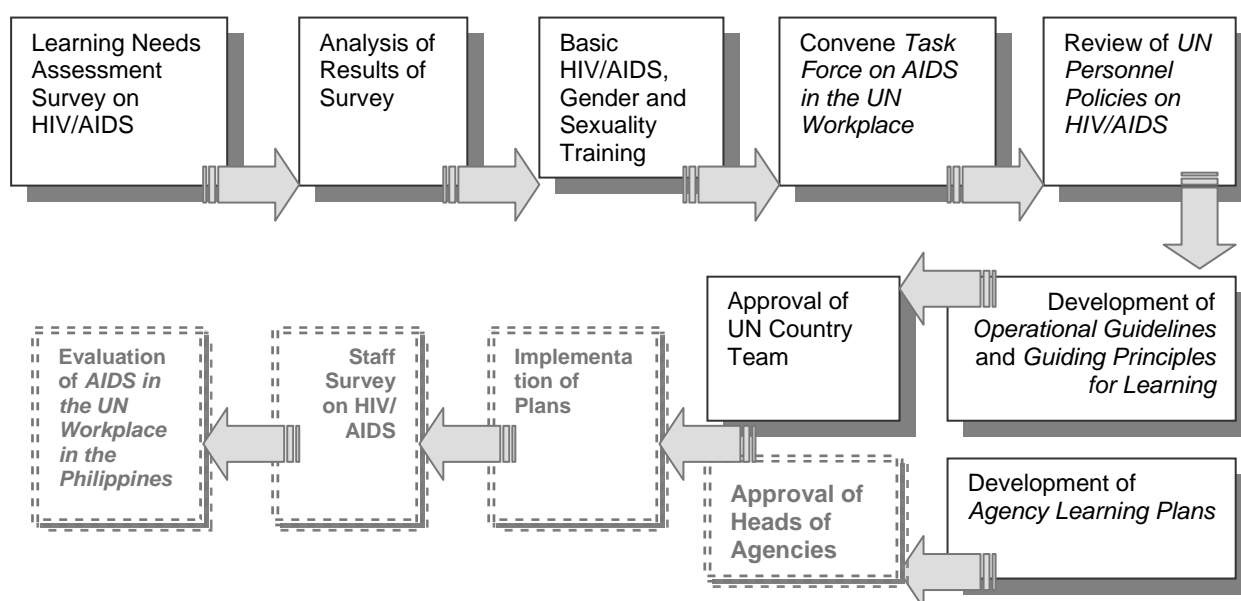 Learning Needs
Assessment
Survey on
HIV/AIDS
Analysis of
Results of
Survey
Basic
HIV/AIDS,
Gender and
Sexuality
Training
Convene Task
Force on AIDS
in the UN
Workplace
Review of UN
Personnel
Policies on
HIV/AIDS
Development of
Operational Guidelines
and Guiding Principles
for Learning
Approval of
UN Country
Team
Development of
Agency Learning Plans
Approval of
Heads of
Agencies
Implementa
tion of
Plans
Staff
Survey
on HIV/
AIDS
Evaluation
of AIDS in
the UN
Workplace
in the
Philippines